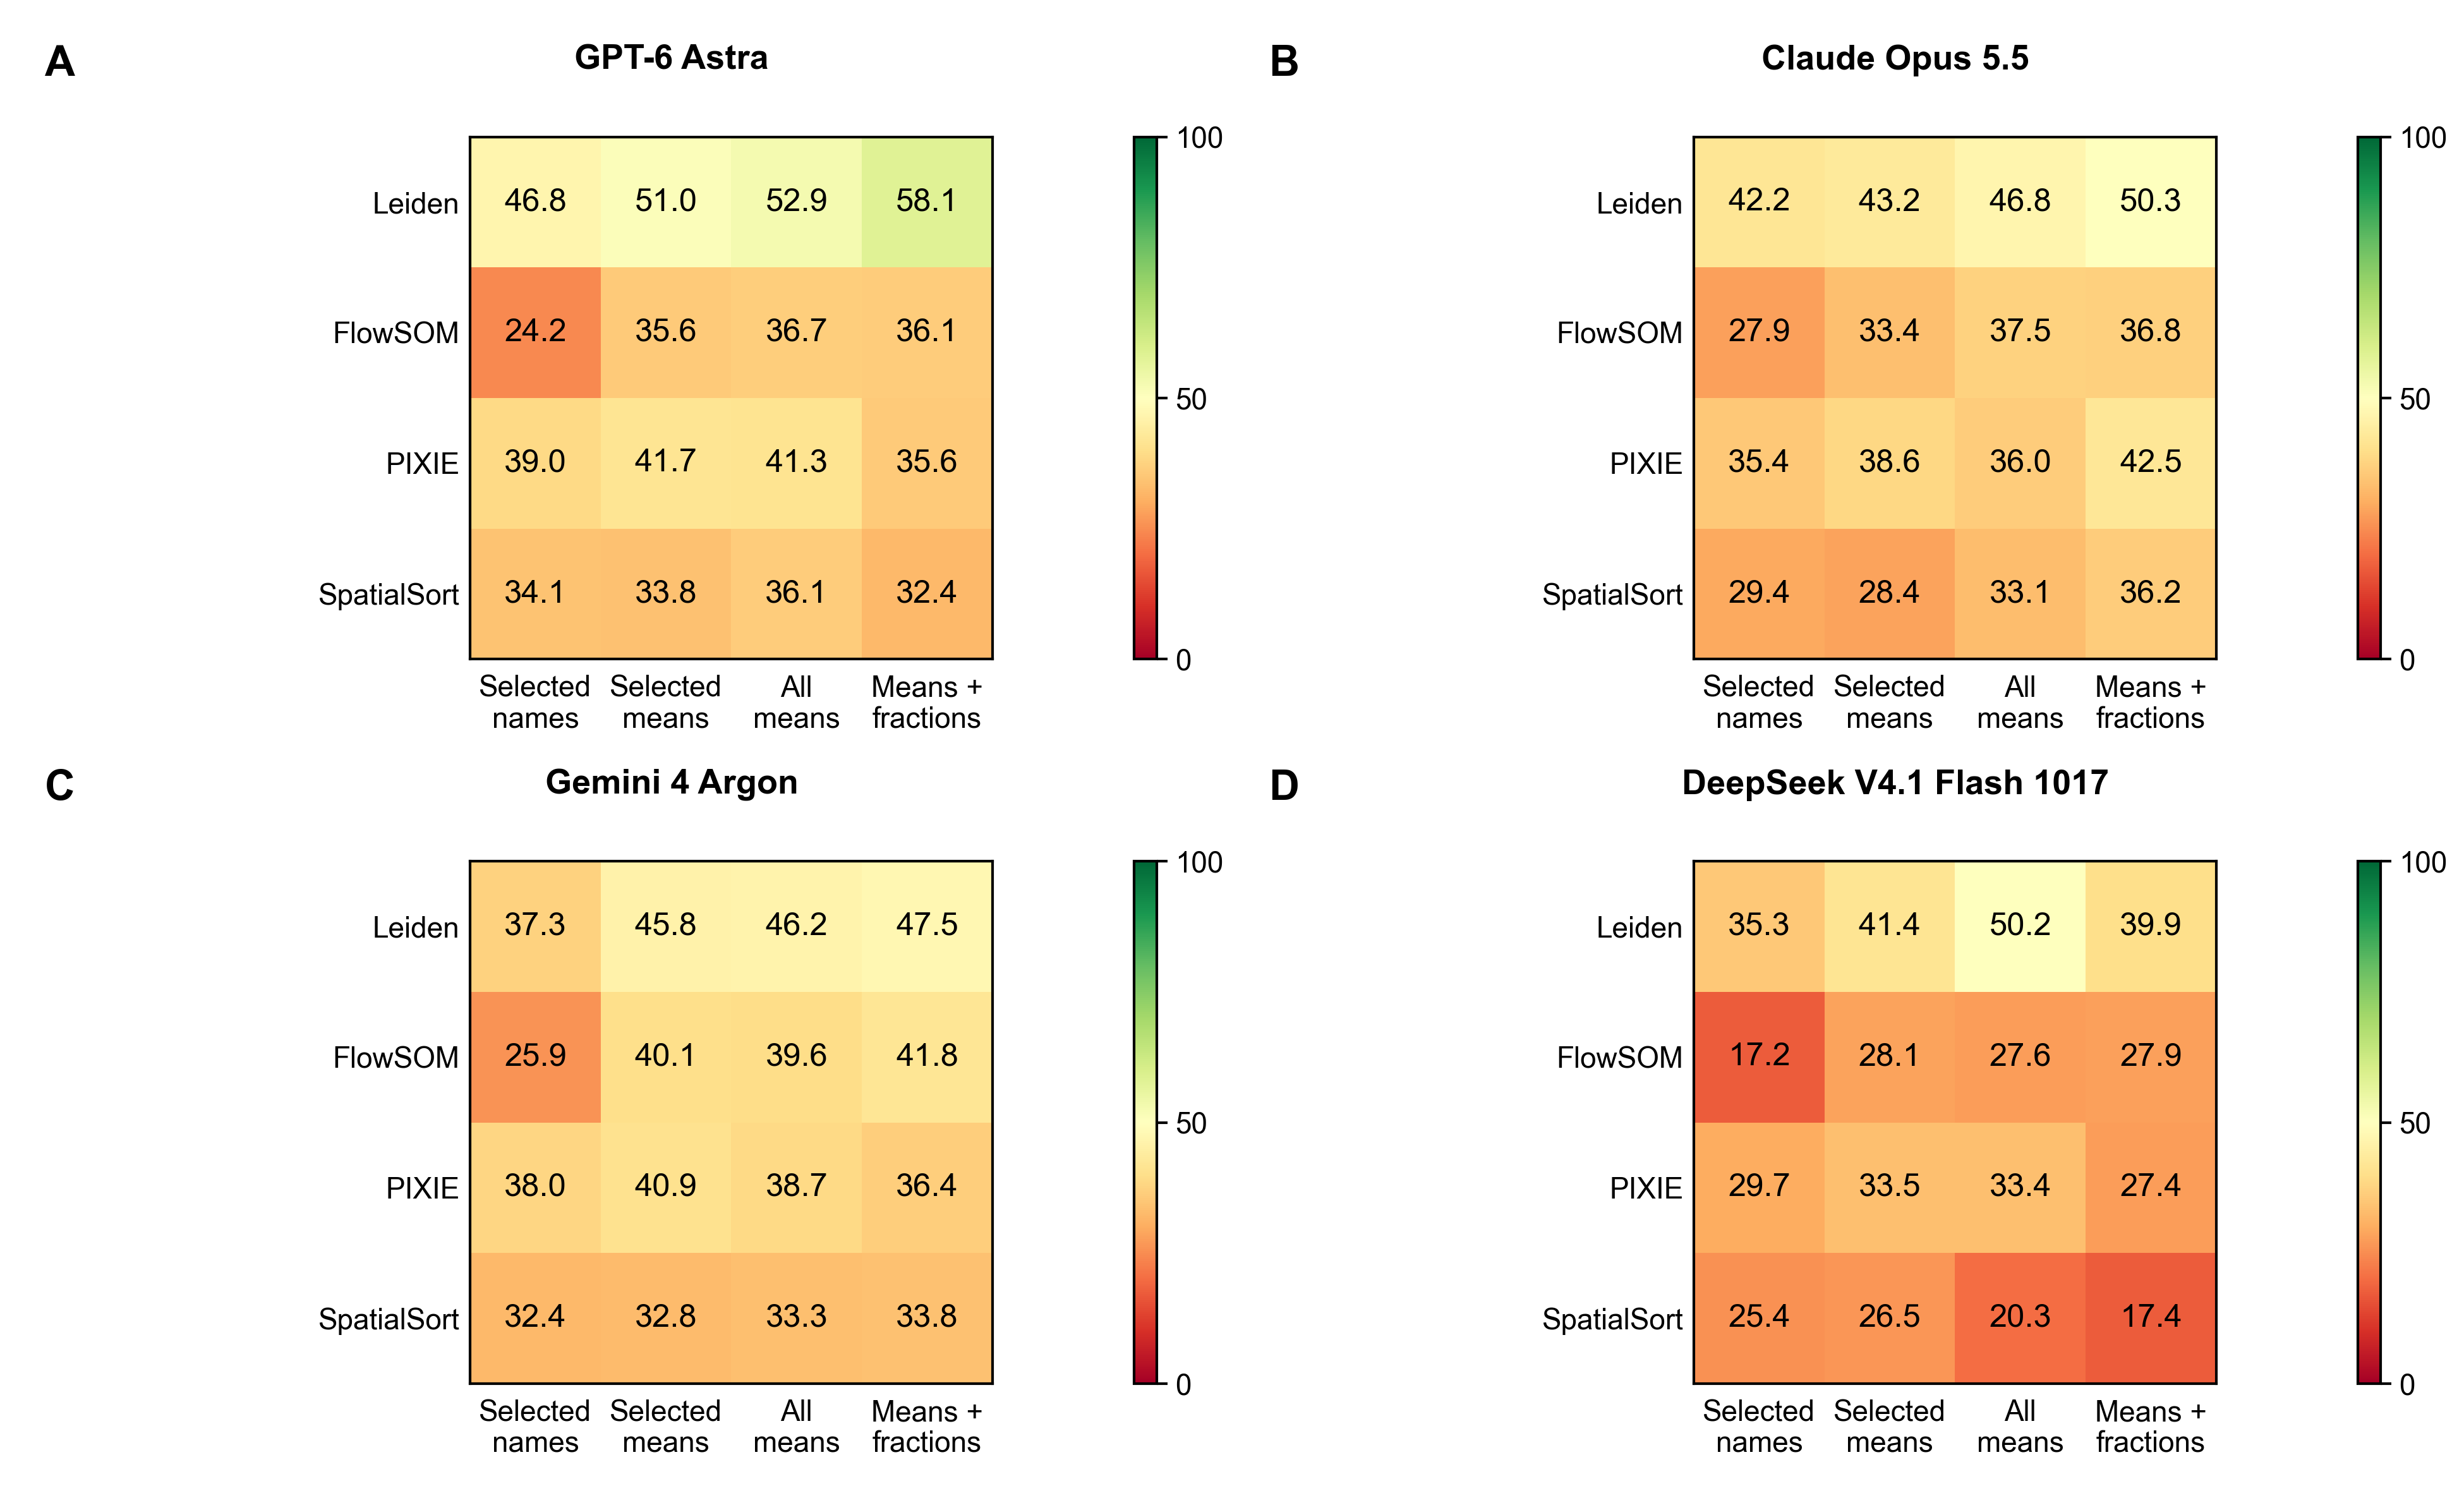 A
GPT-6 Astra
100
50
0
Leiden 46.8 51.0 52.9 58.1
FlowSOM 24.2 35.6 36.7 36.1
PIXIE 39.0 41.7 41.3 35.6
SpatialSort 34.1 33.8 36.1 32.4
Selected Selected All Means +
names means means fractions
B
Claude Opus 5.5
100
50
0
Leiden 42.2 43.2 46.8 50.3
FlowSOM 27.9 33.4 37.5 36.8
PIXIE 35.4 38.6 36.0 42.5
SpatialSort 29.4 28.4 33.1 36.2
Selected Selected All Means +
names means means fractions
C
Gemini 4 Argon
100
50
0
Leiden 37.3 45.8 46.2 47.5
FlowSOM 25.9 40.1 39.6 41.8
PIXIE 38.0 40.9 38.7 36.4
SpatialSort 32.4 32.8 33.3 33.8
Selected Selected All Means +
names means means fractions
D
DeepSeek V4.1 Flash 1017
100
50
0
Leiden 35.3 41.4 50.2 39.9
FlowSOM 17.2 28.1 27.6 27.9
PIXIE 29.7 33.5 33.4 27.4
SpatialSort 25.4 26.5 20.3 17.4
Selected Selected All Means +
names means means fractions